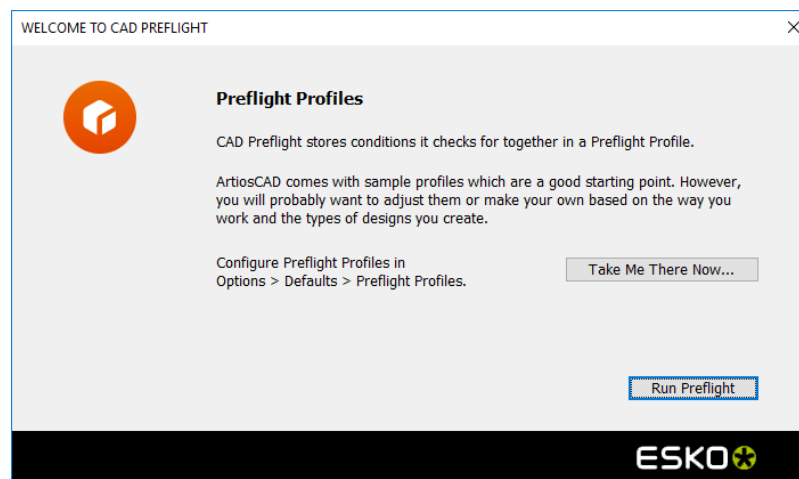 WELCOME TO CAD PREFLIGHT
Preflight Profiles
CAD Preflight stores conditions it checks for together in a Preflight Profile.
ArtiosCAD comes with sample profiles which are a good starting point. However,
you will probably want to adjust them or make your own based on the way you
work and the types of designs you create.
Configure Preflight Profiles in
Options > Defaults > Preflight Profiles.
Take Me There Now...
Run Preflight
ESKO